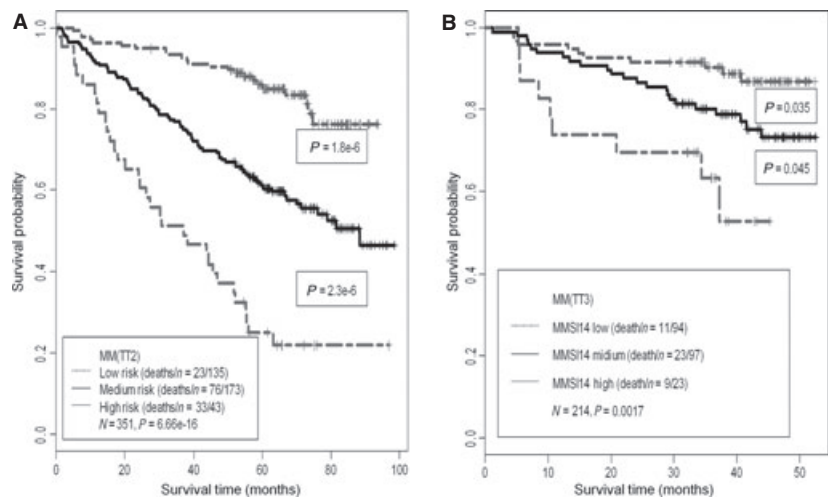 A
1.0
0.8
0.6
0.4
0.2
0.0
Survival probability
P = 1.8e-6
P = 2.3e-6
MM(TT2)
Low risk (deaths/n = 23/135)
Medium risk (deaths/n = 76/173)
High risk (deaths/n = 33/43)
N = 351, P = 6.66e-16
0 20 40 60 80 100
Survival time (months)
B
1.0
0.8
0.6
0.4
0.2
0.0
Survival probability
P = 0.035
P = 0.045
MM(TT3)
MMSI14 low (death/n = 11/94)
MMSI14 midium (death/n = 23/97)
MMSI14 high (death/n = 9/23)
N = 214, P = 0.0017
0 10 20 30 40 50
Survival time (months)